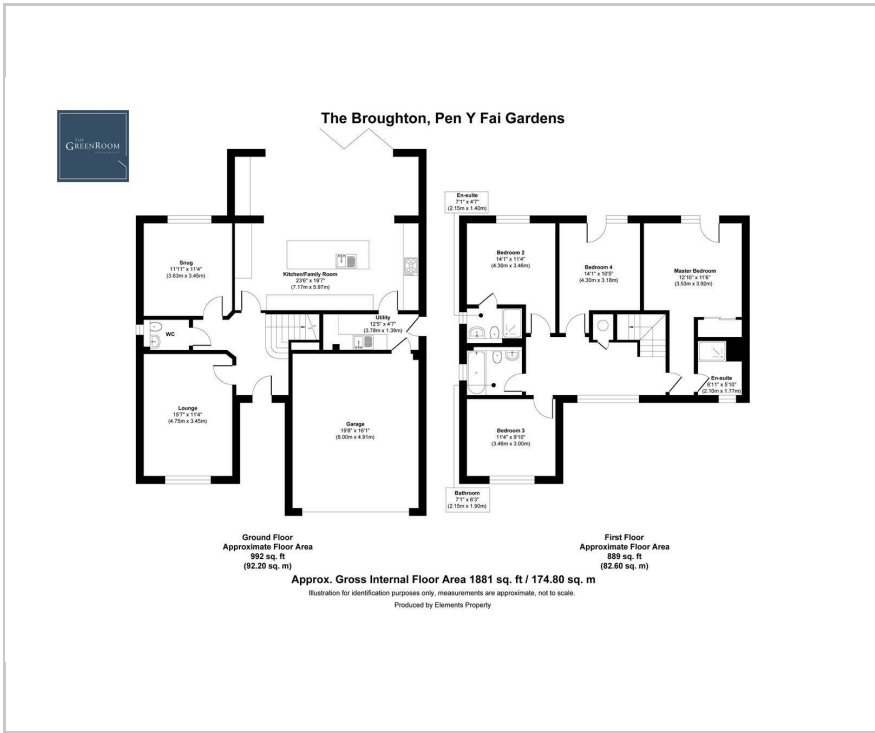 The Broughton, Pen Y Fai Gardens
THE
GREENROOM
Snug
11'11" x 11'4"
(3.63m x 3.45m)
Kitchen/Family Room
23'6" x 19'7"
(7.17m x 5.97m)
Utility
12'5" x 4'7"
(3.78m x 1.39m)
WC
Lounge
15'7" x 11'4"
(4.75m x 3.45m)
Garage
19'8" x 16'1"
(6.00m x 4.91m)
Ground Floor
Approximate Floor Area
992 sq. ft
(92.20 sq. m)
En-suite
7'1" x 4'7"
(2.15m x 1.40m)
Bedroom 2
14'1" x 11'4"
(4.30m x 3.46m)
Bedroom 4
14'1" x 10'5"
(4.30m x 3.18m)
Master Bedroom
12'10" x 11'6"
(3.53m x 3.92m)
En-suite
6'11" x 5'10"
(2.10m x 1.77m)
Bedroom 3
11'4" x 9'10"
(3.46m x 3.00m)
Bathroom
7'1" x 6'3"
(2.15m x 1.90m)
First Floor
Approximate Floor Area
889 sq. ft
(82.60 sq. m)
Approx. Gross Internal Floor Area 1881 sq. ft / 174.80 sq. m
Illustration for identification purposes only, measurements are approximate, not to scale.
Produced by Elements Property